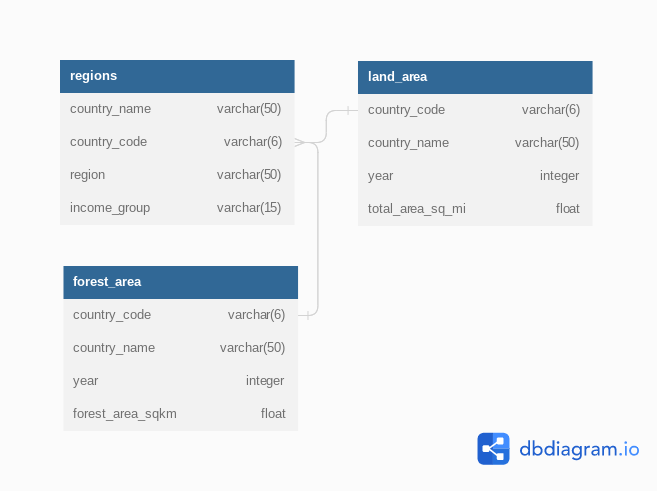 regions
country_name varchar(50)
country_code varchar(6)
region varchar(50)
income_group varchar(15)
land_area
country_code varchar(6)
country_name varchar(50)
year integer
total_area_sq_mi float
forest_area
country_code varchar(6)
country_name varchar(50)
year integer
forest_area_sqkm float
dbdiagram.io